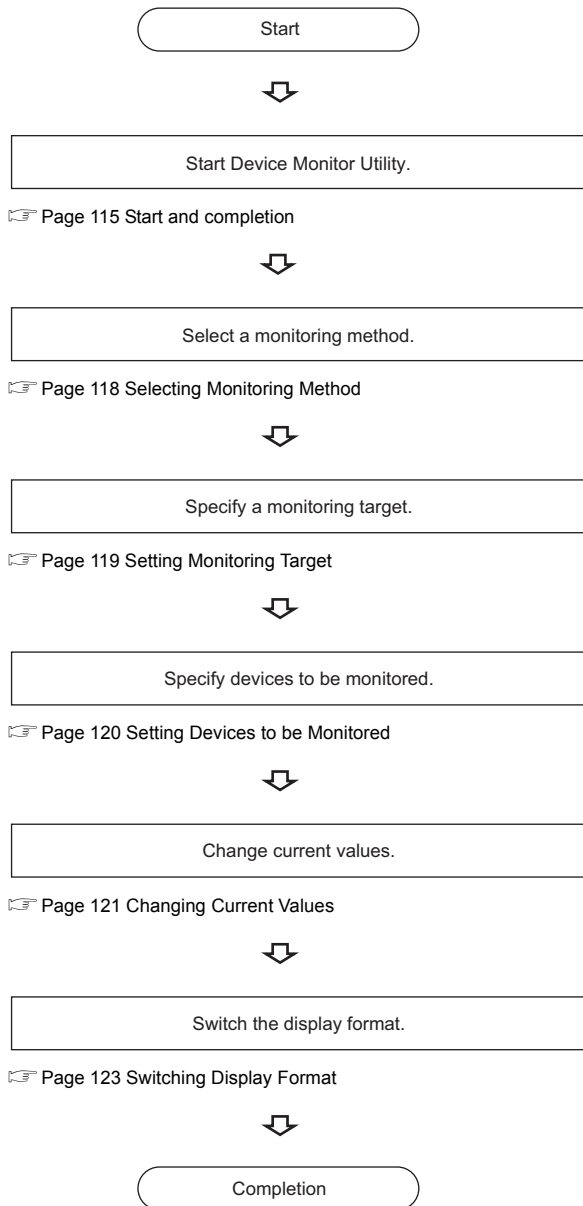 Start
Start Device Monitor Utility.
☞ Page 115 Start and completion
Select a monitoring method.
☞ Page 118 Selecting Monitoring Method
Specify a monitoring target.
☞ Page 119 Setting Monitoring Target
Specify devices to be monitored.
☞ Page 120 Setting Devices to be Monitored
Change current values.
☞ Page 121 Changing Current Values
Switch the display format.
☞ Page 123 Switching Display Format
Completion